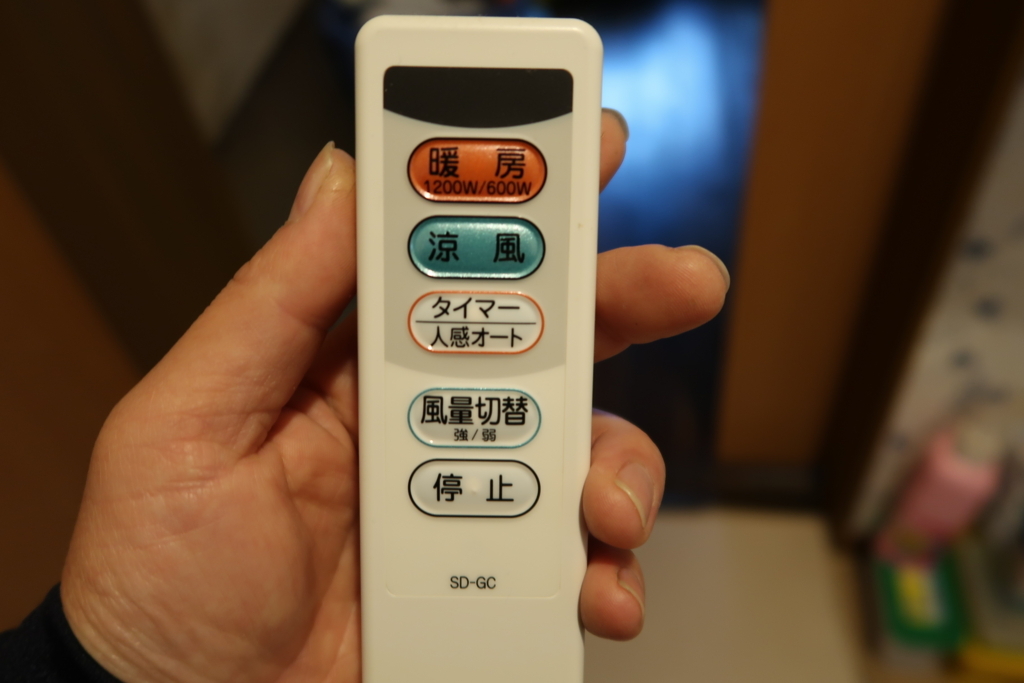 暖房
1200W/600W
涼風
タイマー
人感オート
風量切替
強/弱
停止
SD-GC